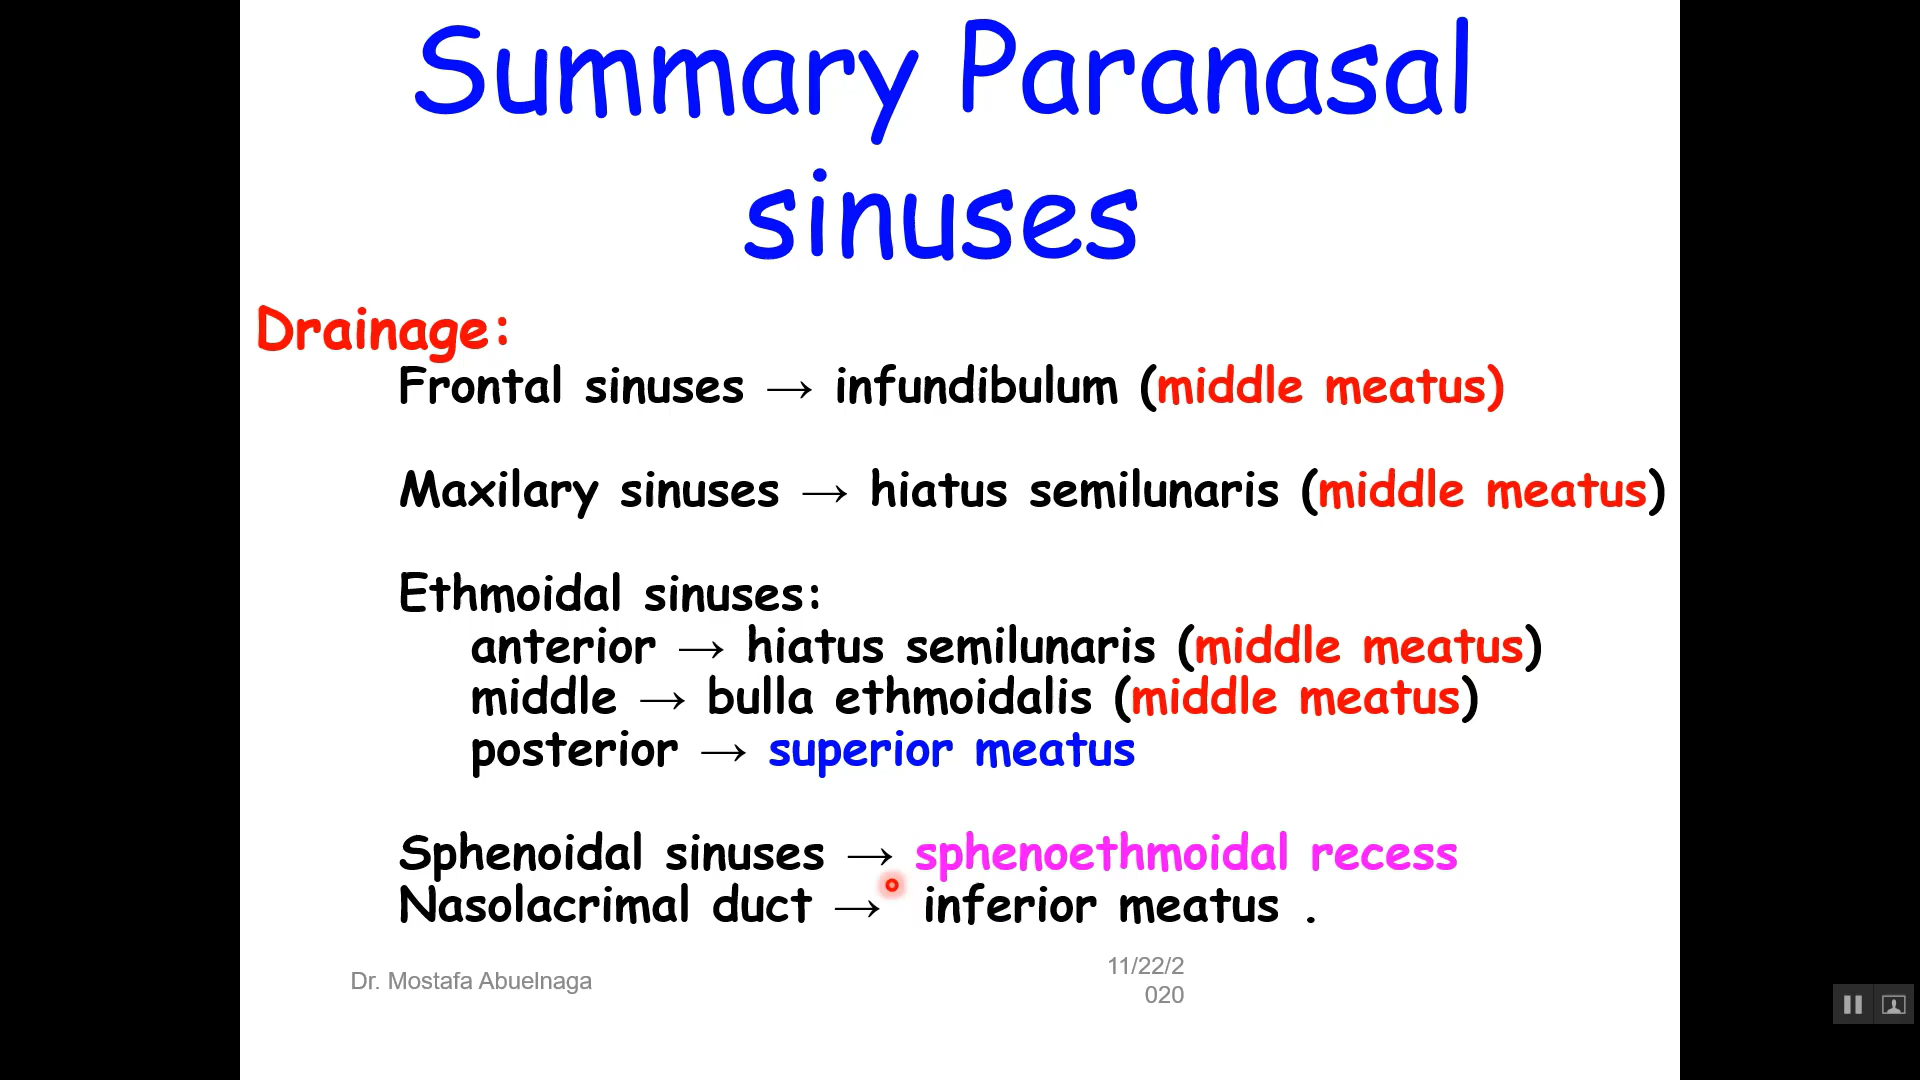 Summary Paranasal
sinuses
Drainage:
Frontal sinuses → infundibulum (middle meatus)
Maxilary sinuses → hiatus semilunaris (middle meatus)
Ethmoidal sinuses:
anterior → hiatus semilunaris (middle meatus)
middle → bulla ethmoidalis (middle meatus)
posterior → superior meatus
Sphenoidal sinuses → sphenoethmoidal recess
Nasolacrimal duct → inferior meatus .
Dr. Mostafa Abuelnaga
11/22/2
020